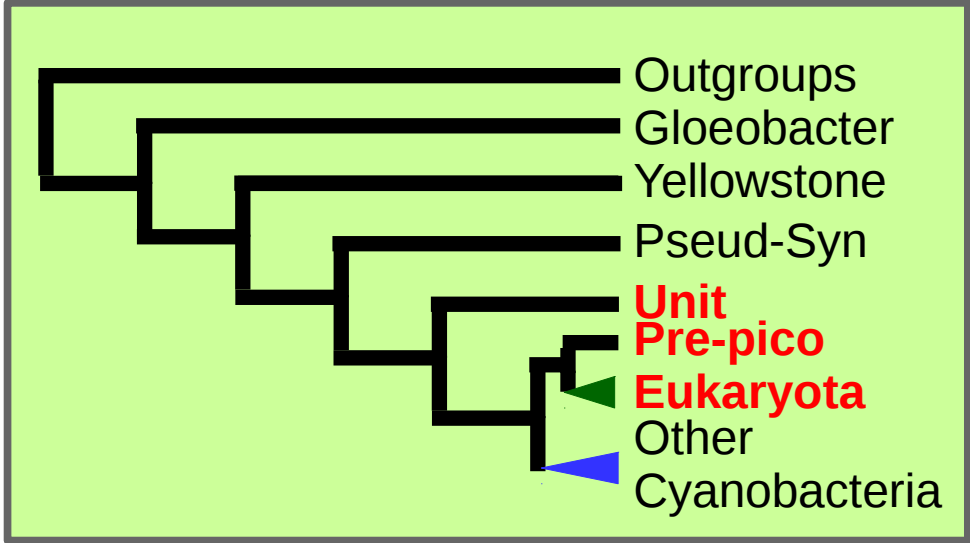 Outgroups
Gloeobacter
Yellowstone
Pseud-Syn
Unit
Pre-pico
Eukaryota
Other
Cyanobacteria